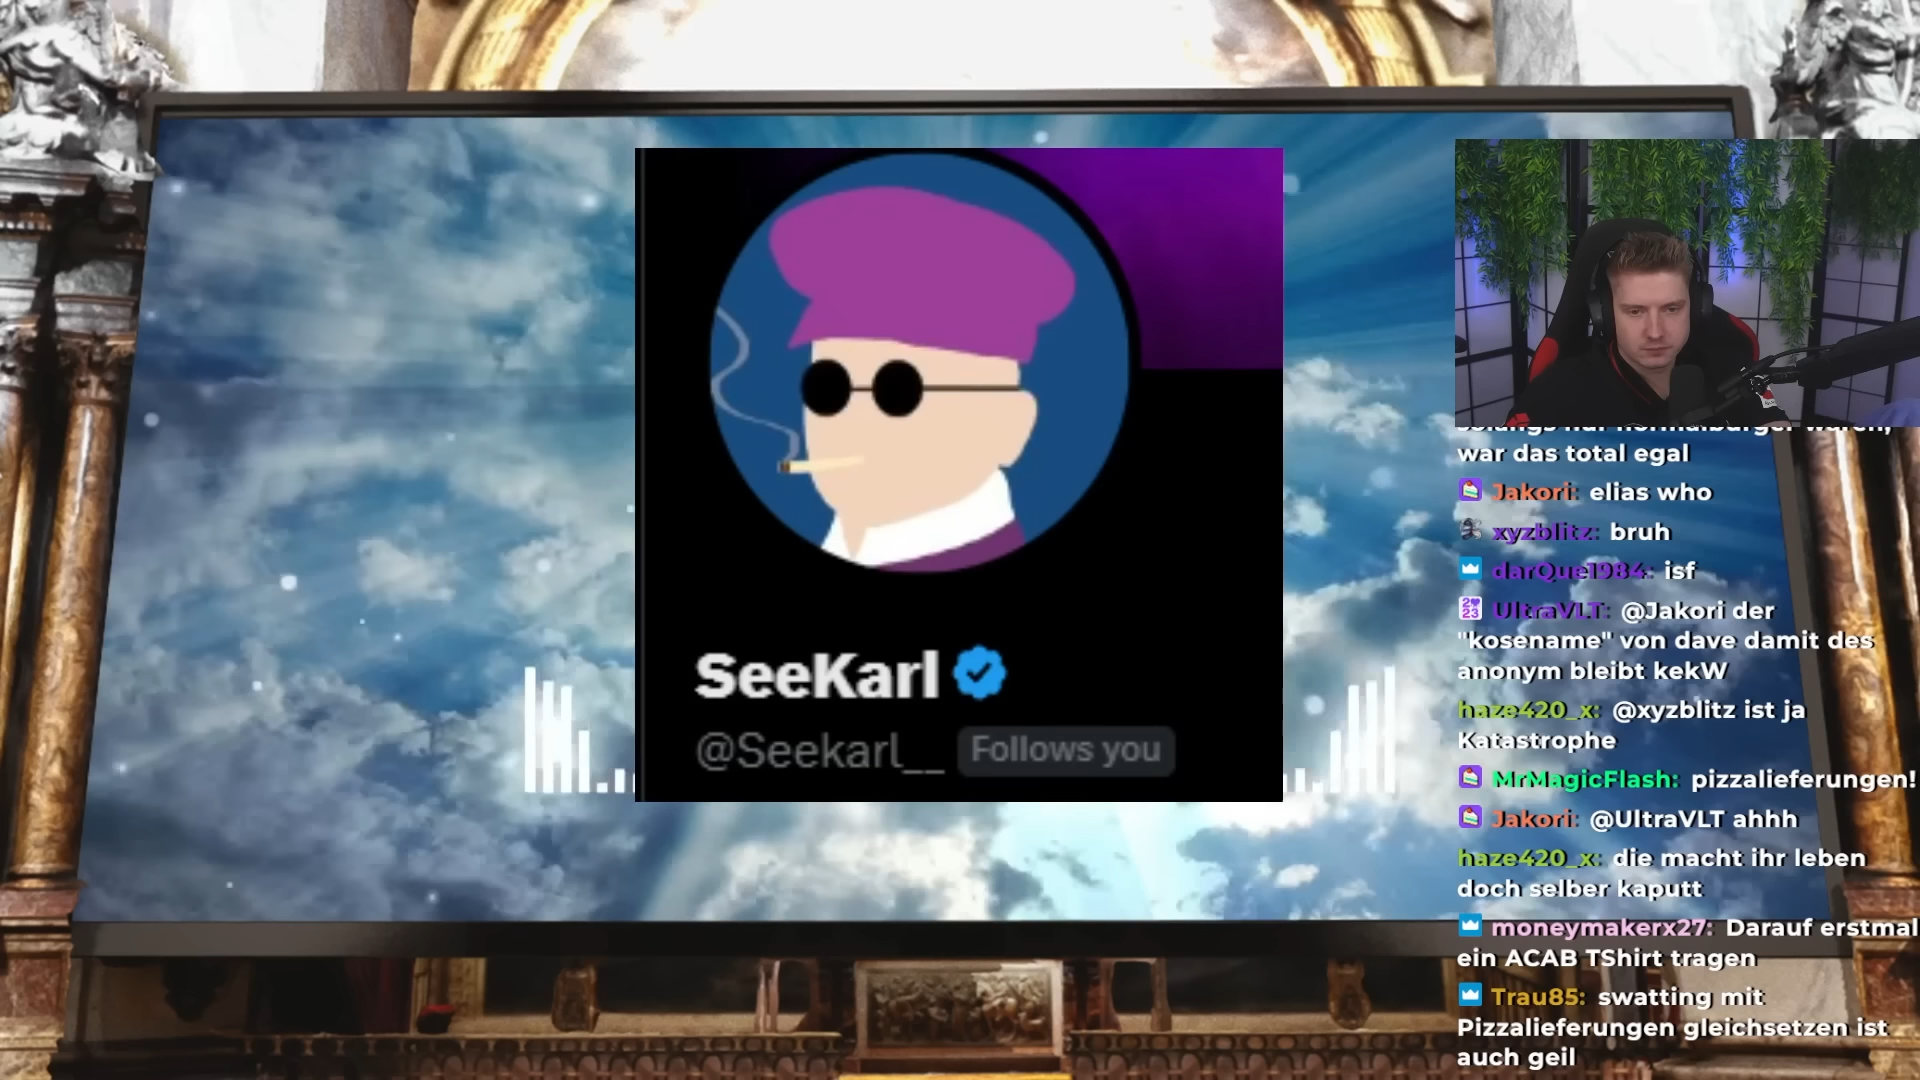 SeeKarl
@Seekarl__ Follows you
war das total egal
Jakori: elias who
xyzblitz: bruh
darQue1984: isf
UltraVLT: @Jakori der
"kosename" von dave damit des
anonym bleibt kekW
haze420_x: @xyzblitz ist ja
Katastrophe
MrMagicFlash: pizzalieferungen!
Jakori: @UltraVLT ahhh
haze420_x: die macht ihr leben
doch selber kaputt
moneymakerx27: Darauf erstmal
ein ACAB TShirt tragen
Trau85: swatting mit
Pizzalieferungen gleichsetzen ist
auch geil